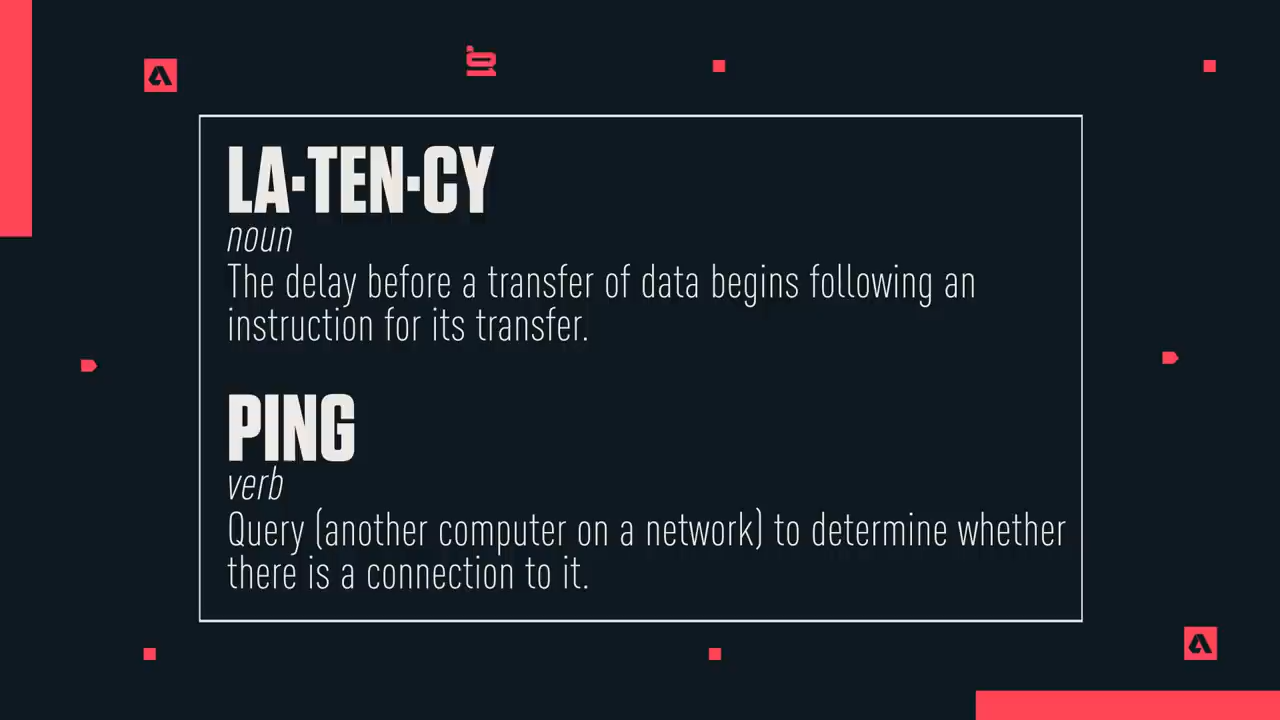 LA·TEN·CY
noun
The delay before a transfer of data begins following an
instruction for its transfer.
PING
verb
Query (another computer on a network) to determine whether
there is a connection to it.